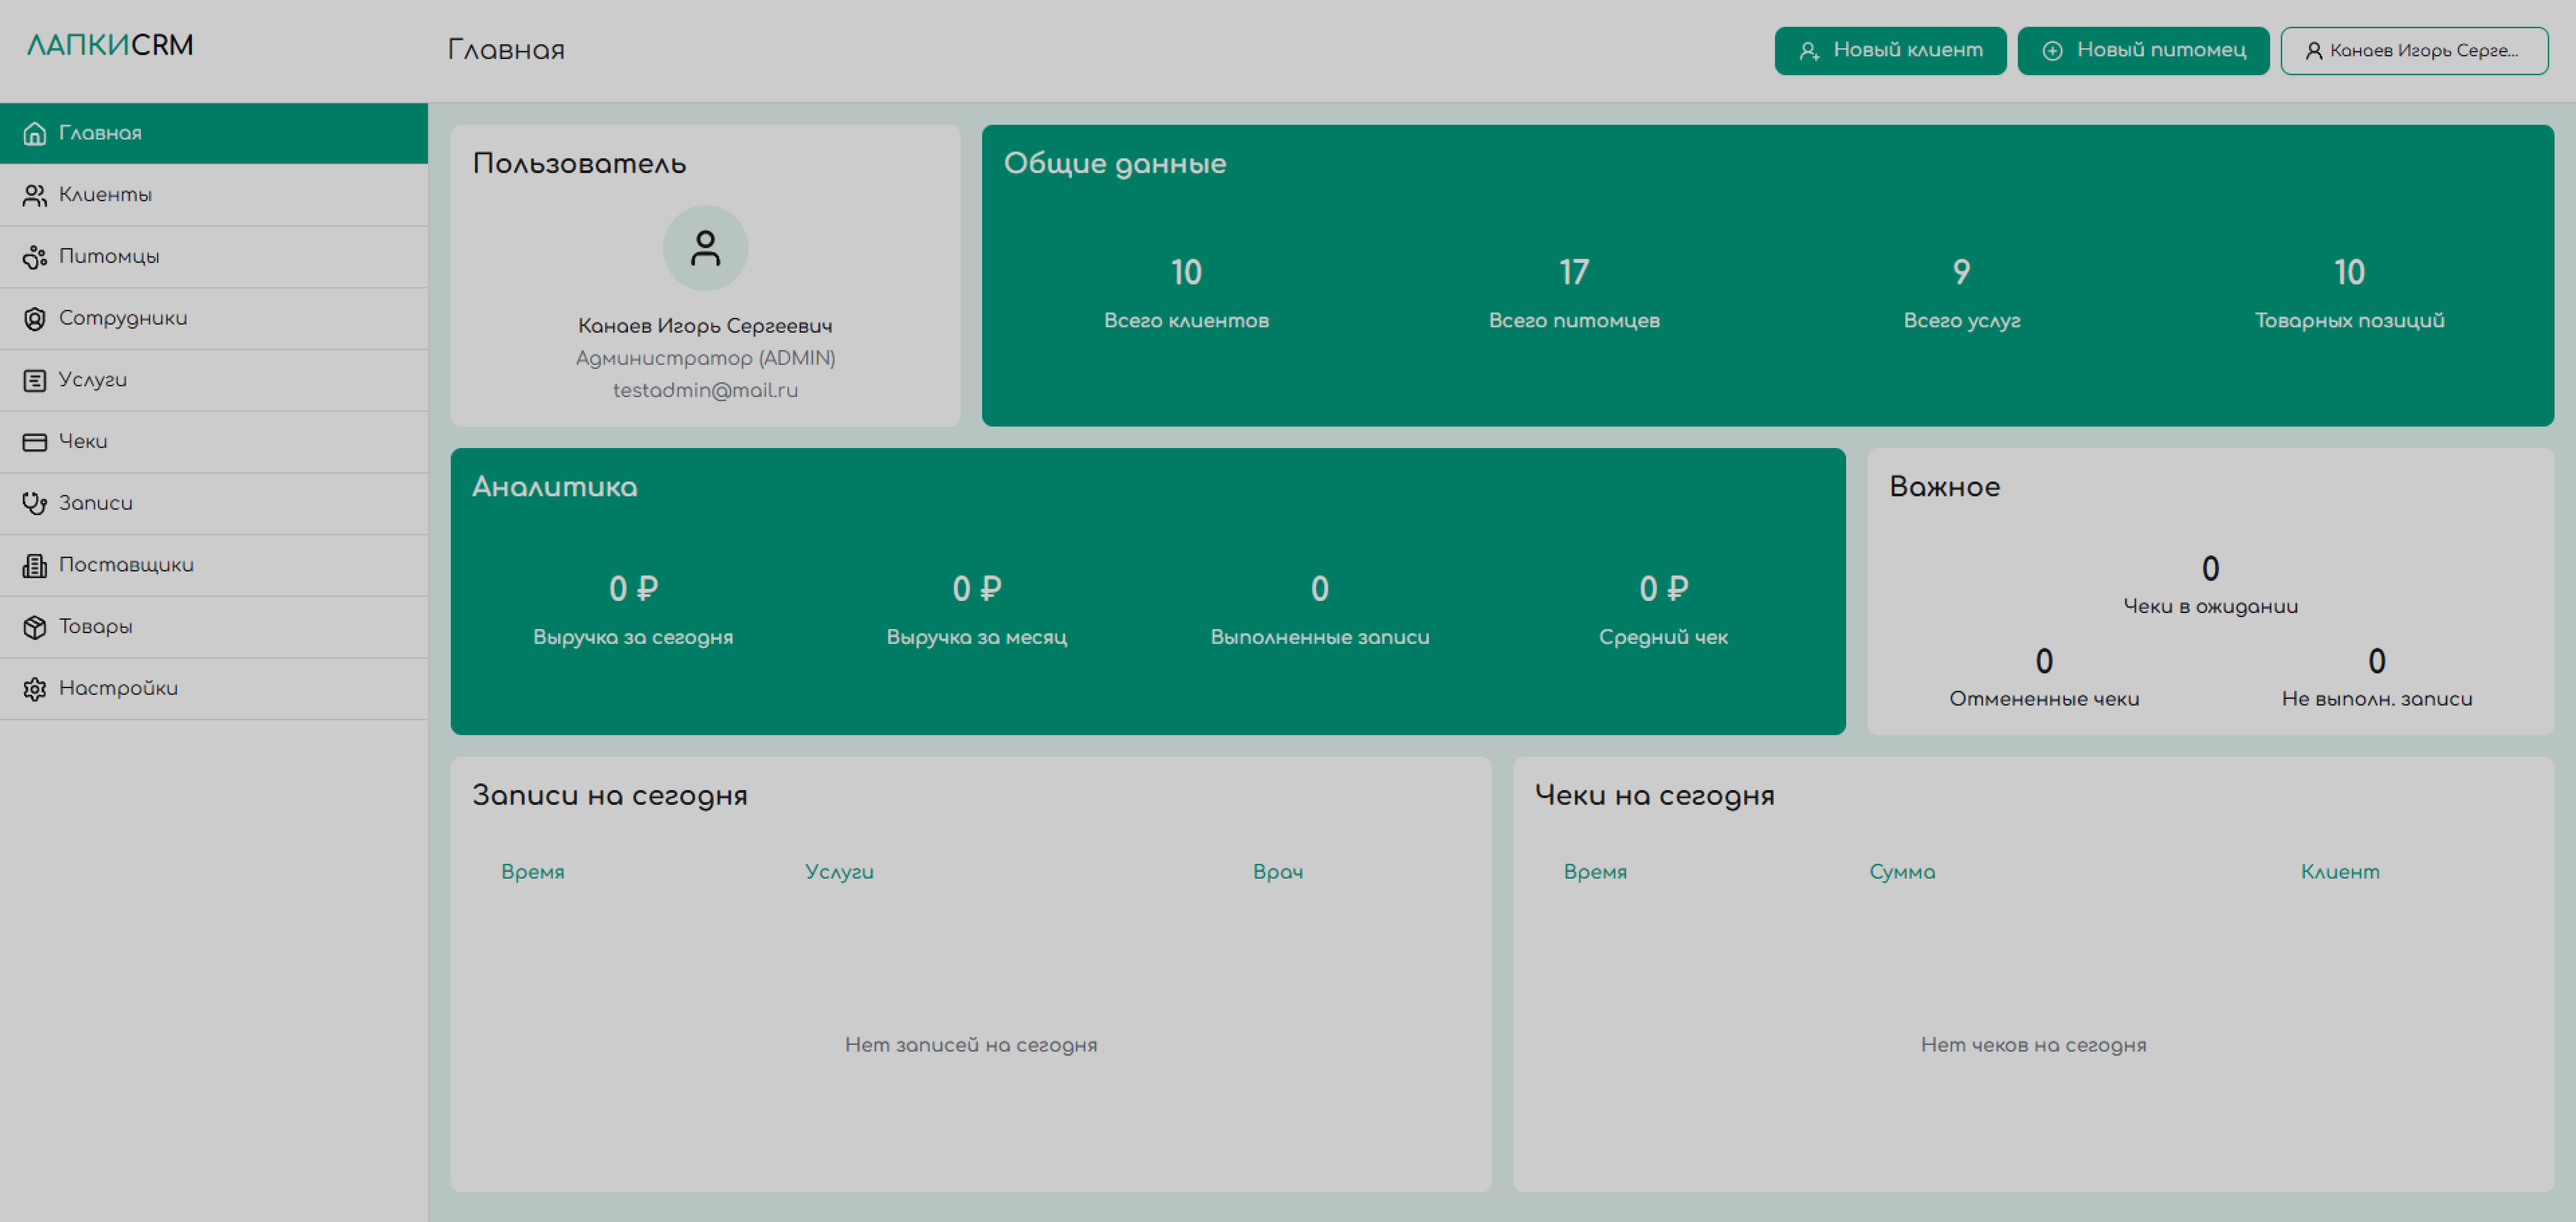 ЛАПКИCRM
Главная
Новый клиент
Новый питомец
Канаев Игорь Серге...
Главная
Клиенты
Питомцы
Сотрудники
Услуги
Чеки
Записи
Поставщики
Товары
Настройки
Пользователь
Канаев Игорь Сергеевич
Администратор (ADMIN)
testadmin@mail.ru
Общие данные
10
Всего клиентов
17
Всего питомцев
9
Всего услуг
10
Товарных позиций
Аналитика
0 ₽
Выручка за сегодня
0 ₽
Выручка за месяц
0
Выполненные записи
0 ₽
Средний чек
Важное
0
Чеки в ожидании
0
Отмененные чеки
0
Не выполн. записи
Записи на сегодня
Время Услуги Врач
Нет записей на сегодня
Чеки на сегодня
Время Сумма Клиент
Нет чеков на сегодня